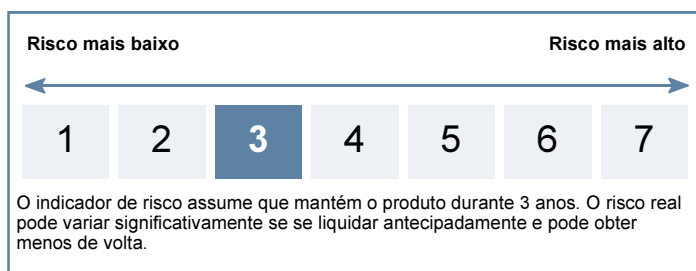 Risco mais baixo Risco mais alto
1 2 3 4 5 6 7
O indicador de risco assume que mantém o produto durante 3 anos. O risco real
pode variar significativamente se se liquidar antecipadamente e pode obter
menos de volta.